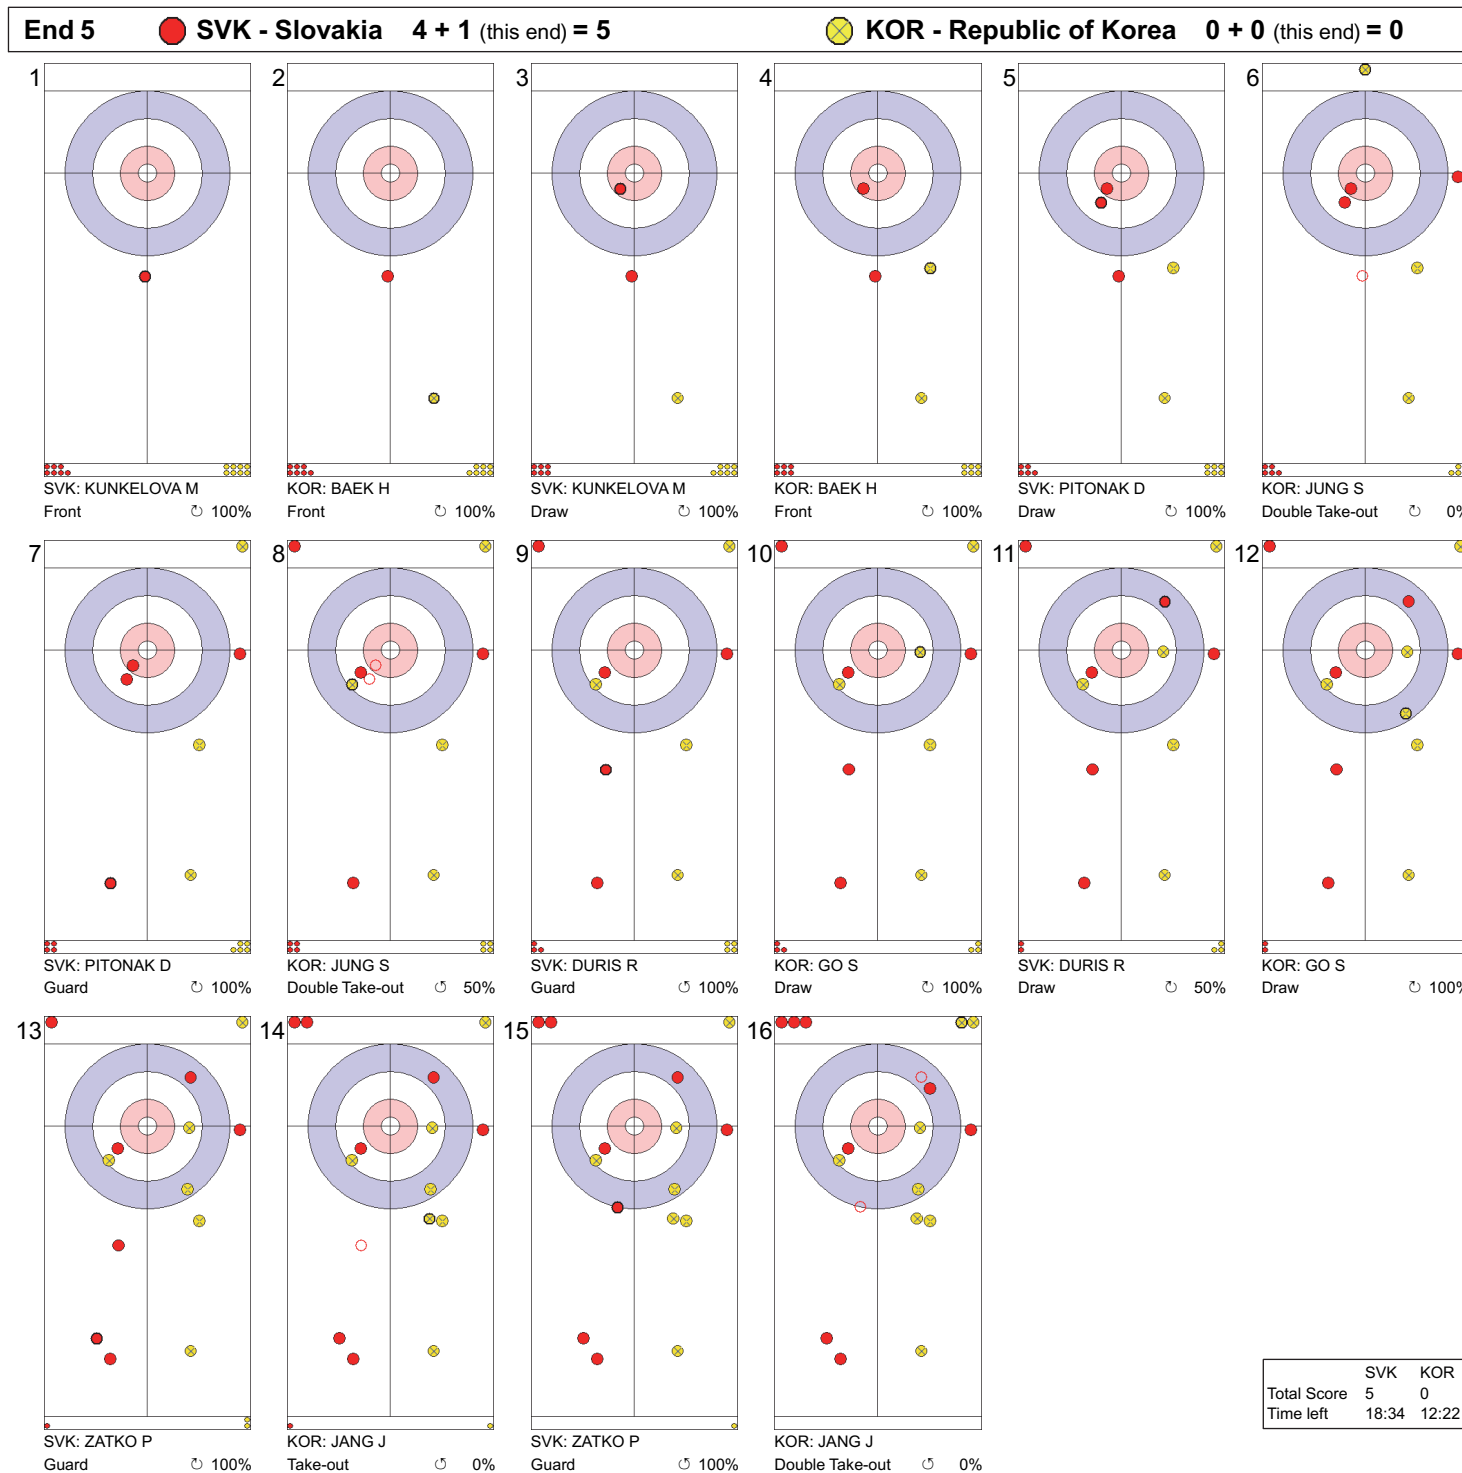 End 5 SVK - Slovakia 4 + 1 (this end) = 5 KOR - Republic of Korea 0 + 0 (this end) = 0
1 2 3 4 5 6
SVK: KUNKELOVA M KOR: BAEK H SVK: KUNKELOVA M KOR: BAEK H SVK: PITONAK D KOR: JUNG S
Front ↻ 100% Front ↻ 100% Draw ↻ 100% Front ↻ 100% Draw ↻ 100% Double Take-out ↻ 0%
7 8 9 10 11 12
SVK: PITONAK D KOR: JUNG S SVK: DURIS R KOR: GO S SVK: DURIS R KOR: GO S
Guard ↻ 100% Double Take-out ↺ 50% Guard ↺ 100% Draw ↻ 100% Draw ↺ 50% Draw ↻ 100%
13 14 15 16
SVK: ZATKO P KOR: JANG J SVK: ZATKO P KOR: JANG J
Guard ↻ 100% Take-out ↺ 0% Guard ↺ 100% Double Take-out ↺ 0%
SVK KOR
Total Score 5 0
Time left 18:34 12:22